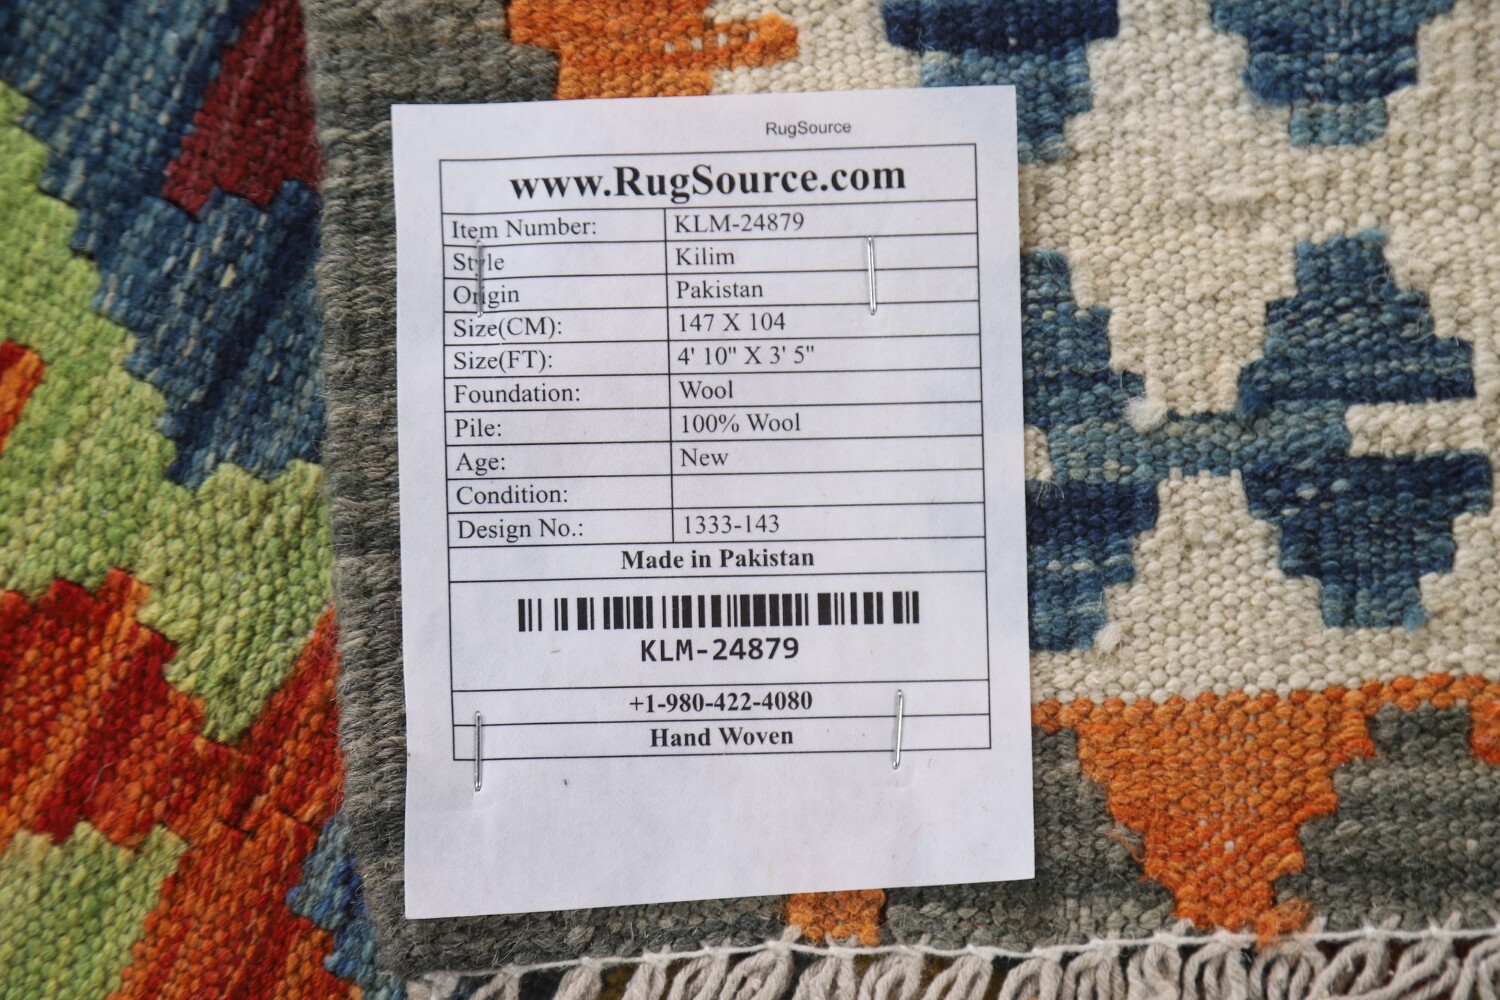 RugSource
www.RugSource.com
Item Number: KLM-24879
Style Kilim
Origin Pakistan
Size(CM): 147 X 104
Size(FT): 4' 10" X 3' 5"
Foundation: Wool
Pile: 100% Wool
Age: New
Condition:
Design No.: 1333-143
Made in Pakistan
KLM-24879
+1-980-422-4080
Hand Woven